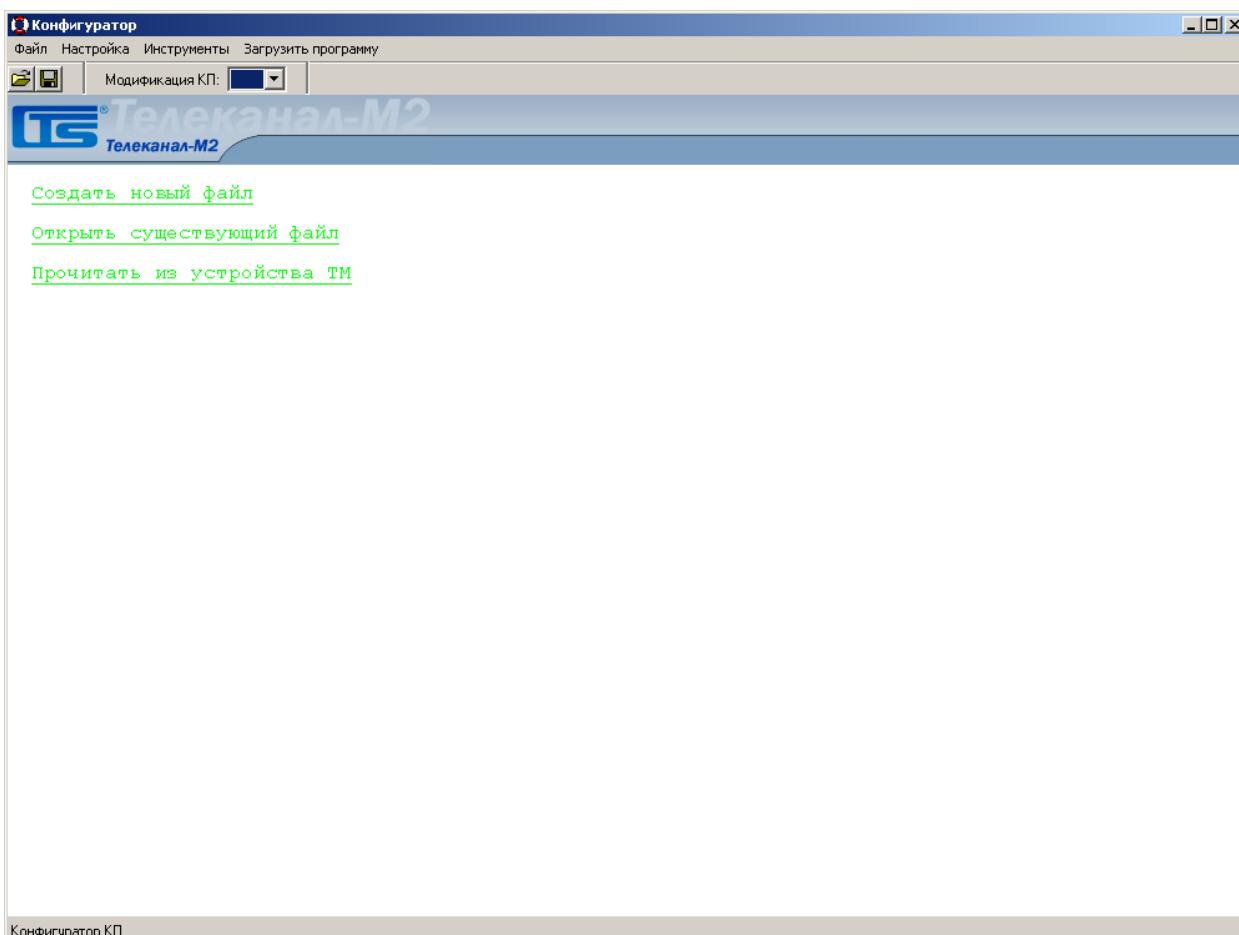 Конфигуратор
Файл Настройка Инструменты Загрузить программу
Модификация КП:
TS® Телеканал-М2
Телеканал-М2
Создать новый файл
Открыть существующий файл
Прочитать из устройства ТМ
Конфигуратор КП